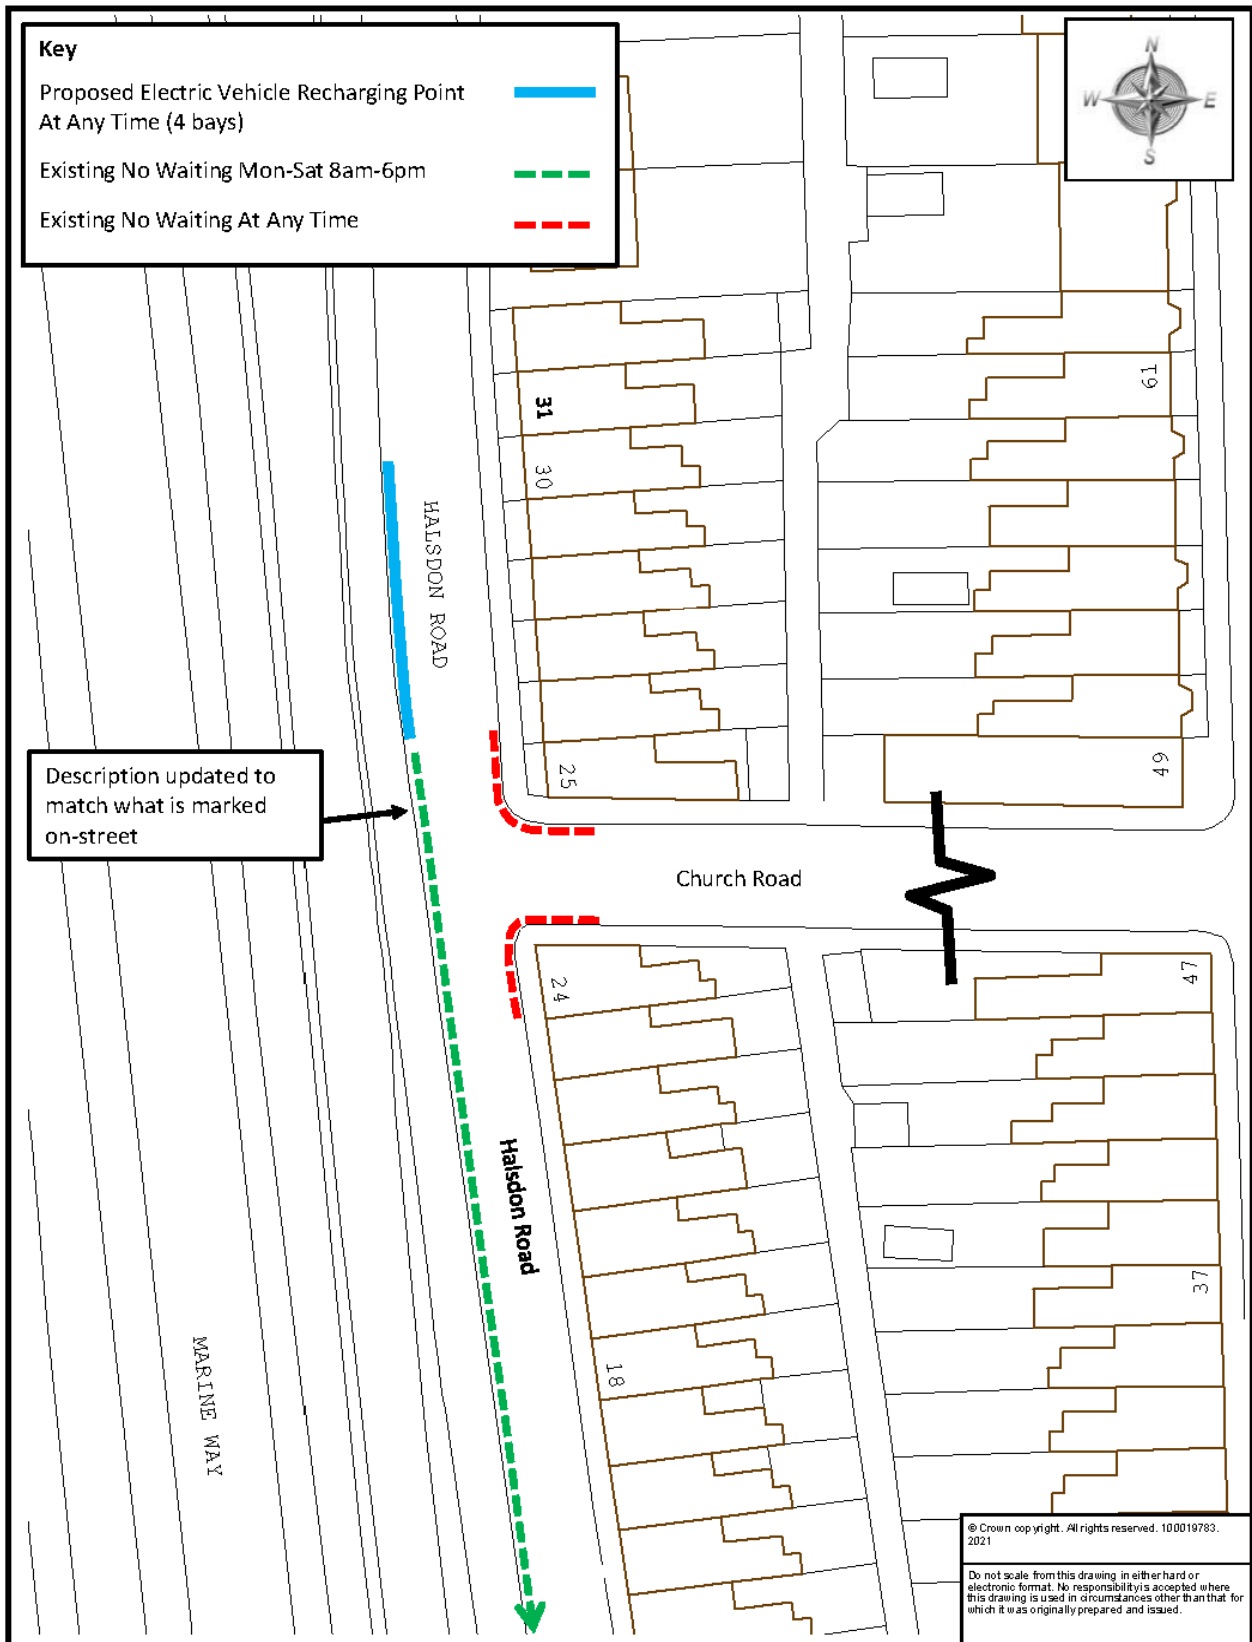 Key
Proposed Electric Vehicle Recharging Point
At Any Time (4 bays)
Existing No Waiting Mon-Sat 8am-6pm
Existing No Waiting At Any Time
N
W
E
S
61
31
30
HALSDON ROAD
25
49
Description updated to
match what is marked
on-street
Church Road
24
47
Halsdon Road
37
18
MARINE WAY
© Crown copyright. All rights reserved. 100019783.
2021
Do not scale from this drawing in either hard or
electronic format. No responsibility is accepted where
this drawing is used in circumstances other than that for
which it was originally prepared and issued.